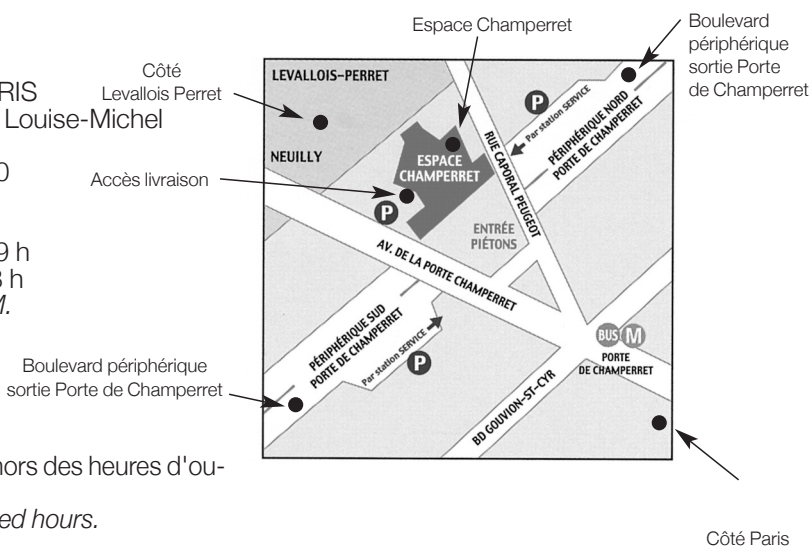 Espace Champerret
Boulevard
périphérique
sortie Porte
de Champerret
Côté
Levallois Perret
RIS
Louise-Michel
0
Accès livraison
9 h
h
M.
Boulevard périphérique
sortie Porte de Champerret
hors des heures d'ou-
ed hours.
Côté Paris
LEVALLOIS-PERRET
NEUILLY
P
Par station SERVICE
PÉRIPHÉRIQUE NORD
PORTE DE CHAMPERRET
RUE CAPORAL PEUGEOT
ESPACE
CHAMPERRET
P
ENTRÉE
PIÉTONS
AV. DE LA PORTE CHAMPERRET
PÉRIPHÉRIQUE SUD
PORTE DE CHAMPERRET
Par station SERVICE
P
BUS M
PORTE
DE CHAMPERRET
BD GOUVION-ST-CYR